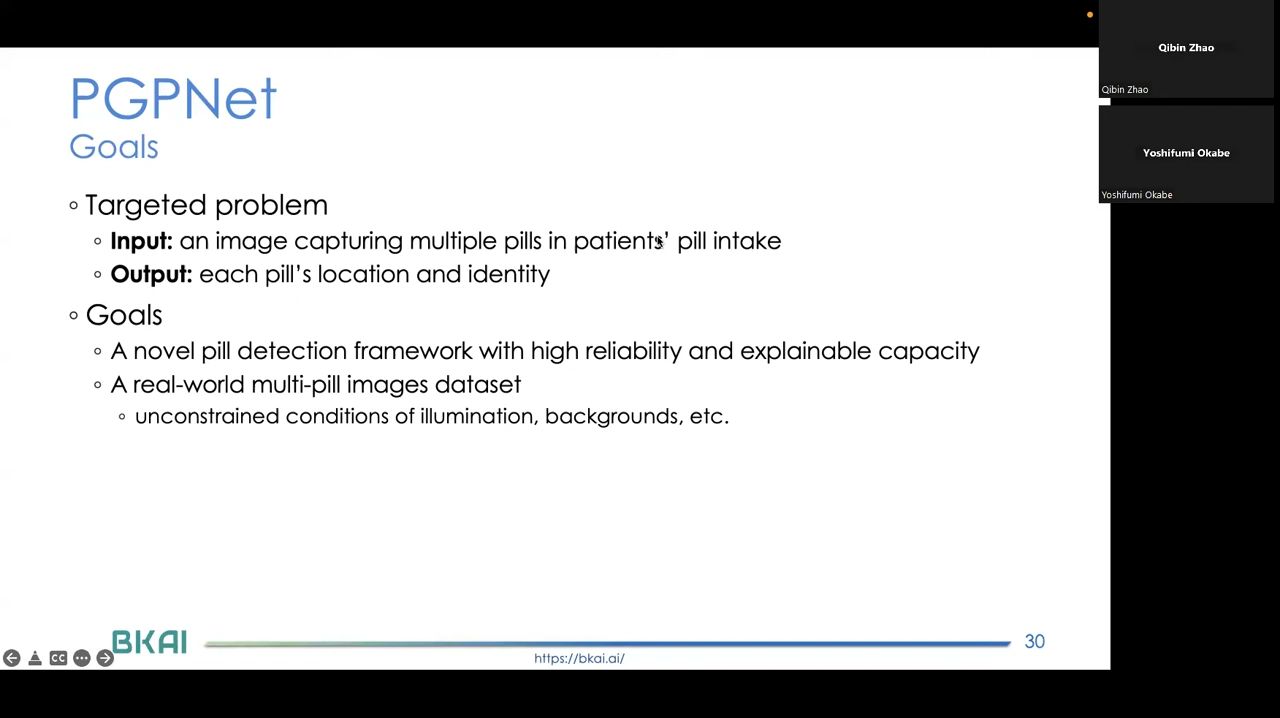 PGPNet
Goals
Targeted problem
Input: an image capturing multiple pills in patients' pill intake
Output: each pill's location and identity
Goals
A novel pill detection framework with high reliability and explainable capacity
A real-world multi-pill images dataset
unconstrained conditions of illumination, backgrounds, etc.
BKAI
https://bkai.ai/
30
CC
Qibin Zhao
Qibin Zhao
Yoshifumi Okabe
Yoshifumi Okabe